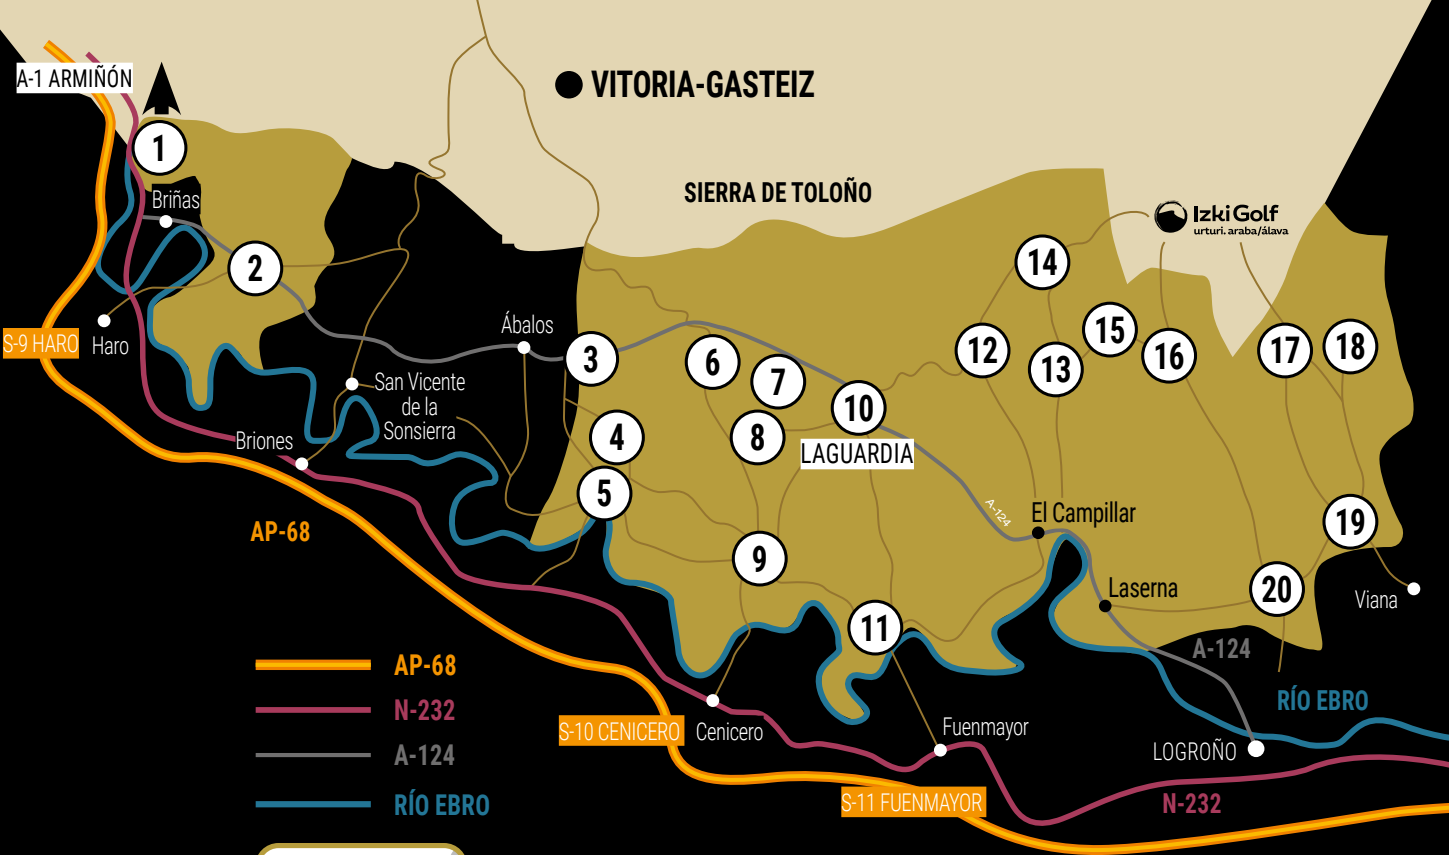 A-1 ARMIÑÓN
VITORIA-GASTEIZ
1
Briñas
SIERRA DE TOLOÑO
Izki Golf
urturi. araba/álava
2
14
S-9 HARO
Haro
Ábalos
3
6
7
12
13
15
16
17
18
San Vicente
de la
Sonsierra
10
4
8
Briones
LAGUARDIA
5
A-124
El Campillar
19
AP-68
9
Laserna
20
Viana
11
A-124
AP-68
N-232
A-124
RÍO EBRO
RÍO EBRO
S-10 CENICERO
Cenicero
Fuenmayor
LOGROÑO
S-11 FUENMAYOR
N-232